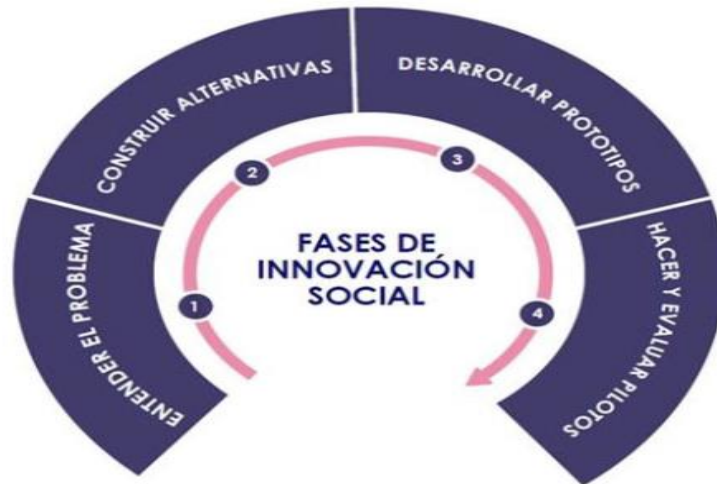 FASES DE
INNOVACIÓN
SOCIAL
1
ENTENDER EL PROBLEMA
2
CONSTRUIR ALTERNATIVAS
3
DESARROLLAR PROTOTIPOS
4
HACER Y EVALUAR PILOTOS